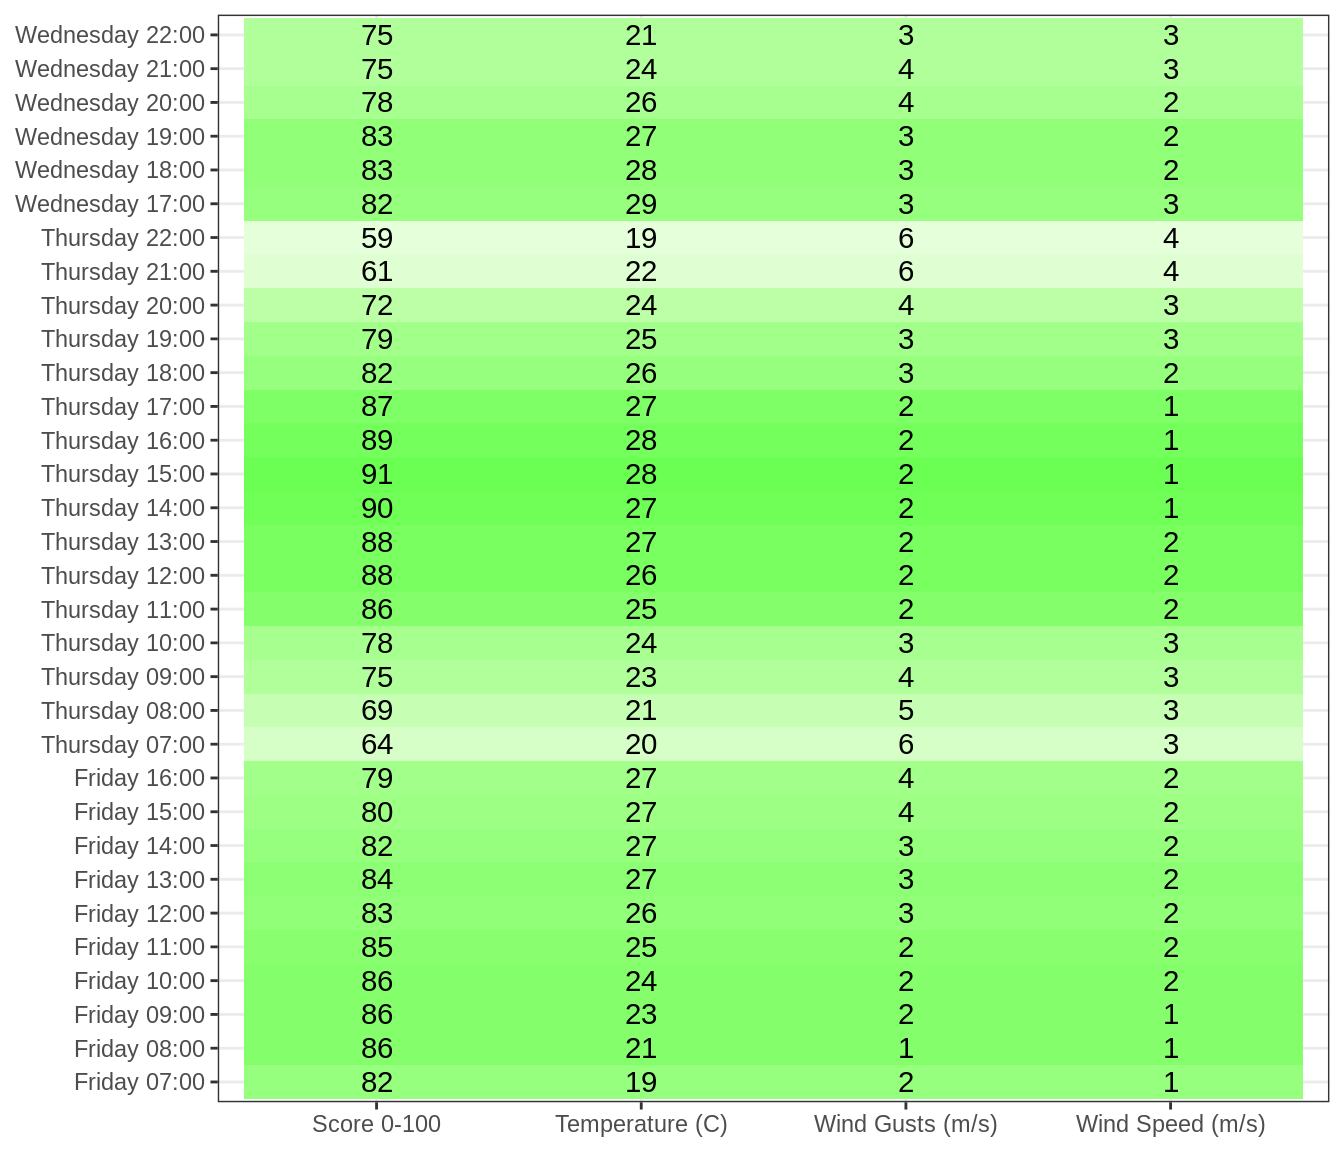 Wednesday 22:00 75 21 3 3
Wednesday 21:00 75 24 4 3
Wednesday 20:00 78 26 4 2
Wednesday 19:00 83 27 3 2
Wednesday 18:00 83 28 3 2
Wednesday 17:00 82 29 3 3
Thursday 22:00 59 19 6 4
Thursday 21:00 61 22 6 4
Thursday 20:00 72 24 4 3
Thursday 19:00 79 25 3 3
Thursday 18:00 82 26 3 2
Thursday 17:00 87 27 2 1
Thursday 16:00 89 28 2 1
Thursday 15:00 91 28 2 1
Thursday 14:00 90 27 2 1
Thursday 13:00 88 27 2 2
Thursday 12:00 88 26 2 2
Thursday 11:00 86 25 2 2
Thursday 10:00 78 24 3 3
Thursday 09:00 75 23 4 3
Thursday 08:00 69 21 5 3
Thursday 07:00 64 20 6 3
Friday 16:00 79 27 4 2
Friday 15:00 80 27 4 2
Friday 14:00 82 27 3 2
Friday 13:00 84 27 3 2
Friday 12:00 83 26 3 2
Friday 11:00 85 25 2 2
Friday 10:00 86 24 2 2
Friday 09:00 86 23 2 1
Friday 08:00 86 21 1 1
Friday 07:00 82 19 2 1
Score 0-100 Temperature (C) Wind Gusts (m/s) Wind Speed (m/s)